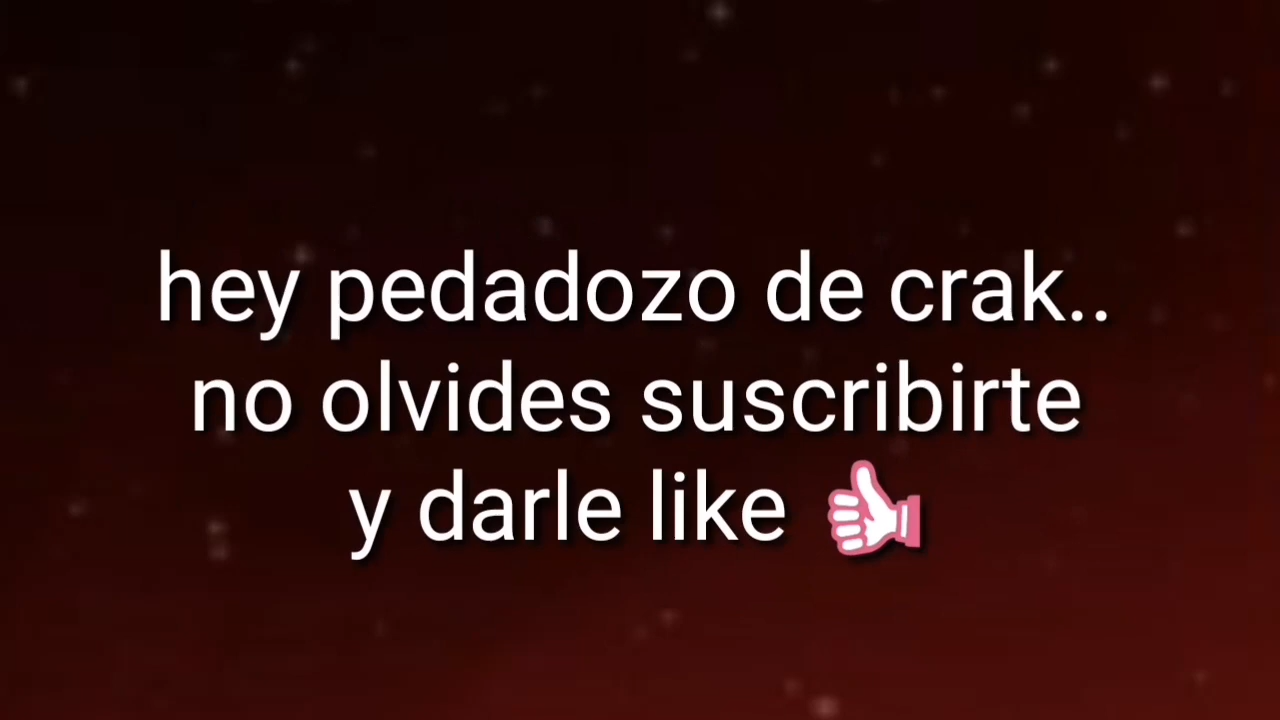 hey pedadozo de crak..
no olvides suscribirte
y darle like 👍